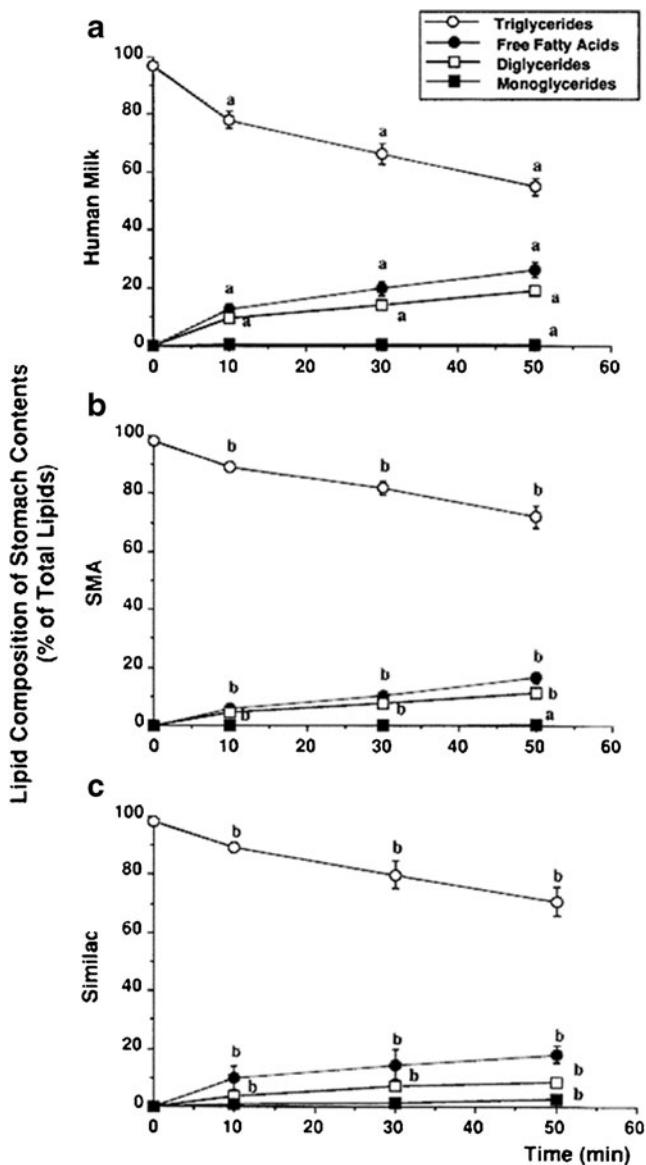 a
Triglycerides
Free Fatty Acids
Diglycerides
Monoglycerides
Lipid Composition of Stomach Contents
(% of Total Lipids)
Human Milk
100
80
60
40
20
0
a a a
a a a
a a a
a
0 10 20 30 40 50 60
b
SMA
100
80
60
40
20
0
b b b
b b b
b b b
a
0 10 20 30 40 50 60
c
Similac
100
80
60
40
20
0
b b b
b b b
b b b
b
0 10 20 30 40 50 60
Time (min)